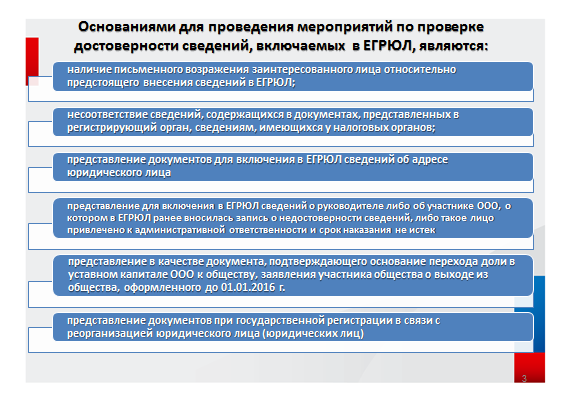 Основаниями для проведения мероприятий по проверке
достоверности сведений, включаемых в ЕГРЮЛ, являются:
наличие письменного возражения заинтересованного лица относительно
предстоящего внесения сведений в ЕГРЮЛ;
несоответствие сведений, содержащихся в документах, представленных в
регистрирующий орган, сведениям, имеющихся у налоговых органов;
представление документов для включения в ЕГРЮЛ сведений об адресе
юридического лица
представление для включения в ЕГРЮЛ сведений о руководителе либо об участнике ООО, о
котором в ЕГРЮЛ ранее вносилась запись о недостоверности сведений, либо такое лицо
привлечено к административной ответственности и срок наказания не истек
представление в качестве документа, подтверждающего основание перехода доли в
уставном капитале ООО к обществу, заявления участника общества о выходе из
общества, оформленного до 01.01.2016 г.
представление документов при государственной регистрации в связи с
реорганизацией юридического лица (юридических лиц)
3